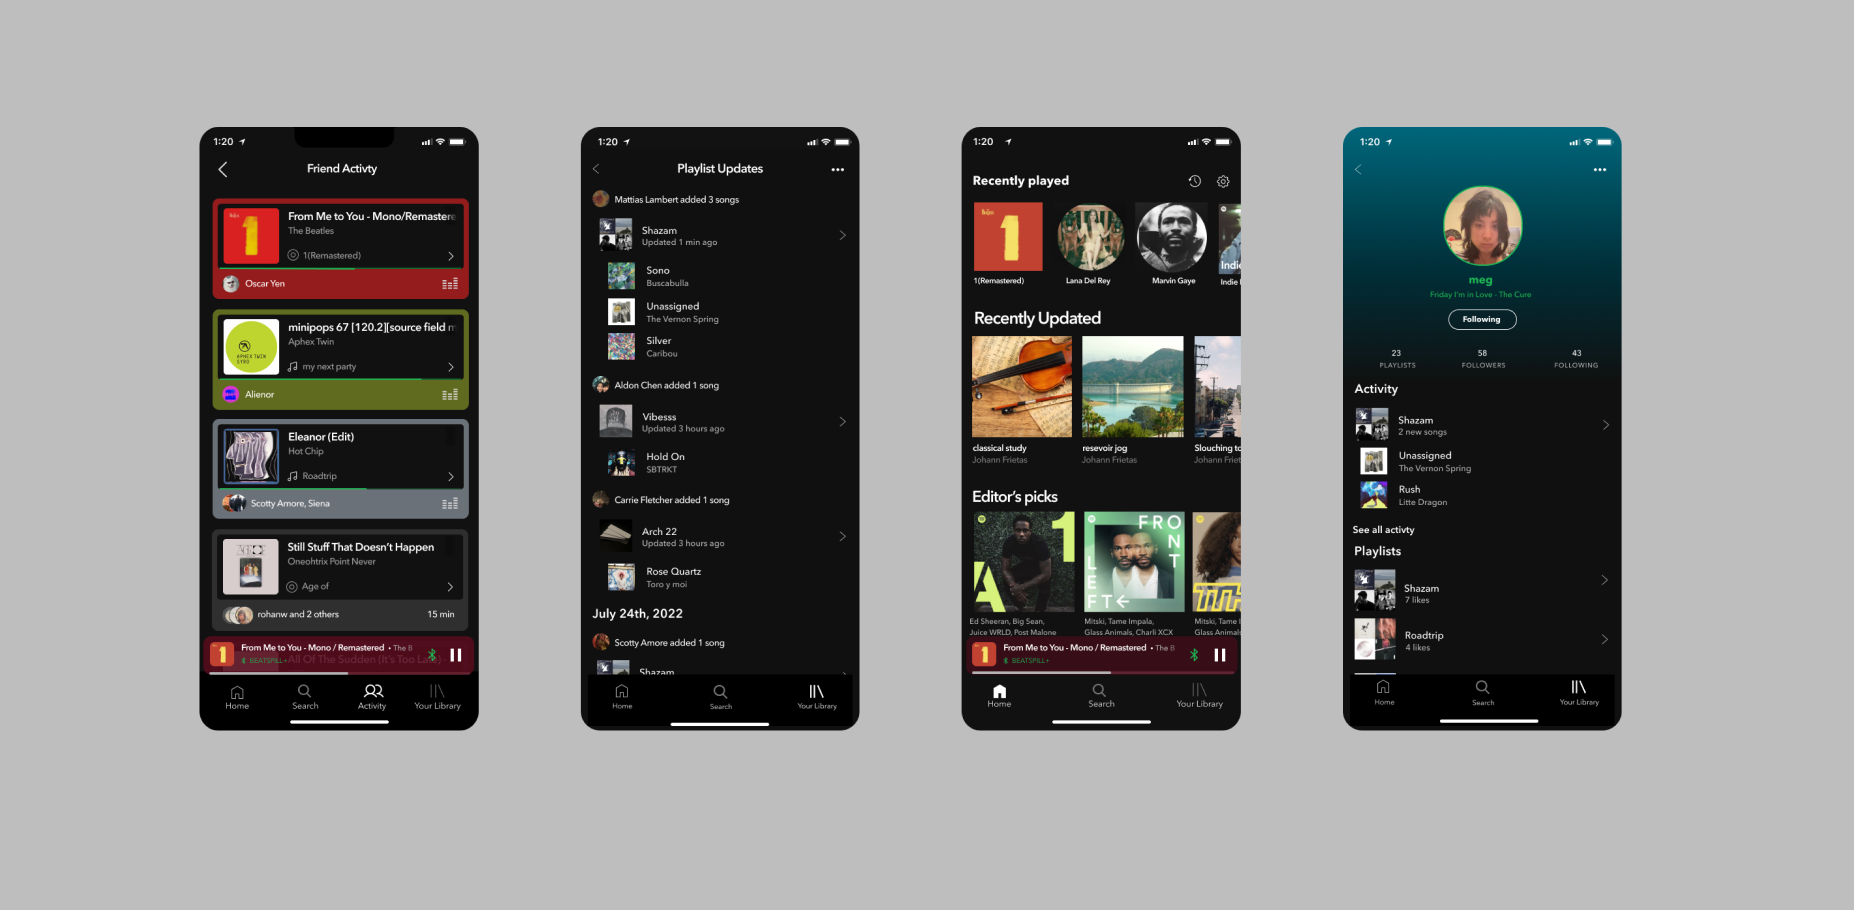 1:20
Friend Activty
From Me to You - Mono/Remastere
The Beatles
1(Remastered)
Oscar Yen
minipops 67 [120.2][source field m
Aphex Twin
APHEX TWIN
SYRO
my next party
Alienor
Eleanor (Edit)
Hot Chip
Roadtrip
Scotty Amore, Siena
Still Stuff That Doesn't Happen
Oneohtrix Point Never
Age of
rohanw and 2 others
15 min
From Me to You - Mono / Remastered • The B
BEATSPILL+
All Of The Sudden (It's Too Late)
Home
Search
Activity
Your Library
1:20
Playlist Updates
Mattias Lambert added 3 songs
Shazam
Updated 1 min ago
Sono
Buscabulla
Unassigned
The Vernon Spring
Silver
Caribou
Aldon Chen added 1 song
Vibesss
Updated 3 hours ago
Hold On
SBTRKT
Carrie Fletcher added 1 song
Arch 22
Updated 3 hours ago
Rose Quartz
Toro y moi
July 24th, 2022
Scotty Amore added 1 song
Shazam
Home
Search
Your Library
1:20
Recently played
1
Indie
1(Remastered)
Lana Del Rey
Marvin Gaye
Indie
Recently Updated
classical study
Johann Frietas
resevoir jog
Johann Frietas
Slouching to
Johann Friet
Editor's picks
A1
FRONT
LEFT
Ed Sheeran, Big Sean,
Juice WRLD, Post Malone
Mitski, Tame Impala,
Glass Animals, Charli XCX
Mitski, Tame I
Glass Animals
From Me to You - Mono / Remastered • The B
BEATSPILL+
Home
Search
Your Library
1:20
meg
Friday I'm in Love - The Cure
Following
23
PLAYLISTS
58
FOLLOWERS
43
FOLLOWING
Activity
Shazam
2 new songs
Unassigned
The Vernon Spring
Rush
Litte Dragon
See all activty
Playlists
Shazam
7 likes
Roadtrip
4 likes
Home
Search
Your Library